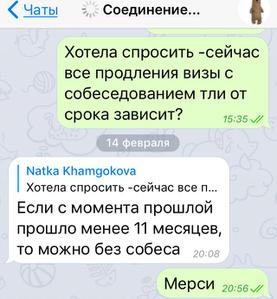 Чаты
Соединение...
Хотела спросить -сейчас
все продления визы с
собеседованием тли от
срока зависит?
15:35
14 февраля
Natka Khamgokova
Хотела спросить -сейчас все п...
Если с момента прошлой
прошло менее 11 месяцев,
то можно без собеса
20:08
Мерси
20:56